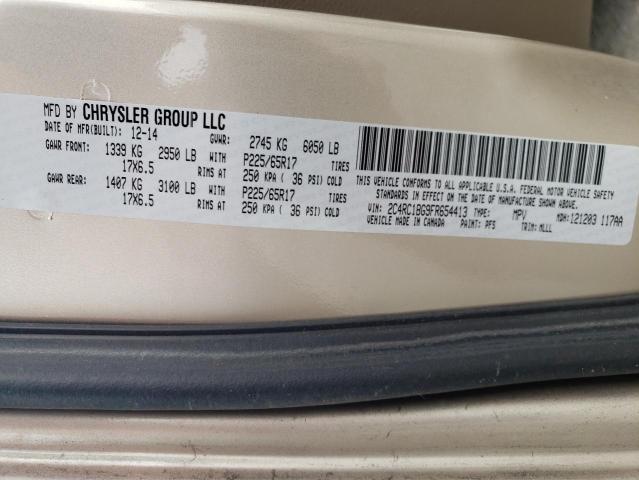 MFD BY CHRYSLER GROUP LLC
DATE OF MFR(BUILT): 12-14 GVWR: 2745 KG 6050 LB
GAWR FRONT: 1339 KG 2950 LB WITH P225/65R17 TIRES
17X6.5 RIMS AT 250 KPA ( 36 PSI) COLD
GAWR REAR: 1407 KG 3100 LB WITH P225/65R17 TIRES
17X6.5 RIMS AT 250 KPA ( 36 PSI) COLD
THIS VEHICLE CONFORMS TO ALL APPLICABLE U.S.A. FEDERAL MOTOR VEHICLE SAFETY
STANDARDS IN EFFECT ON THE DATE OF MANUFACTURE SHOWN ABOVE.
VIN: 2C4RC1BG9FR654413 TYPE: MPV MDH: 121203 117AA
VEHICLE MADE IN CANADA PAINT: PFS TRIM: MLLL